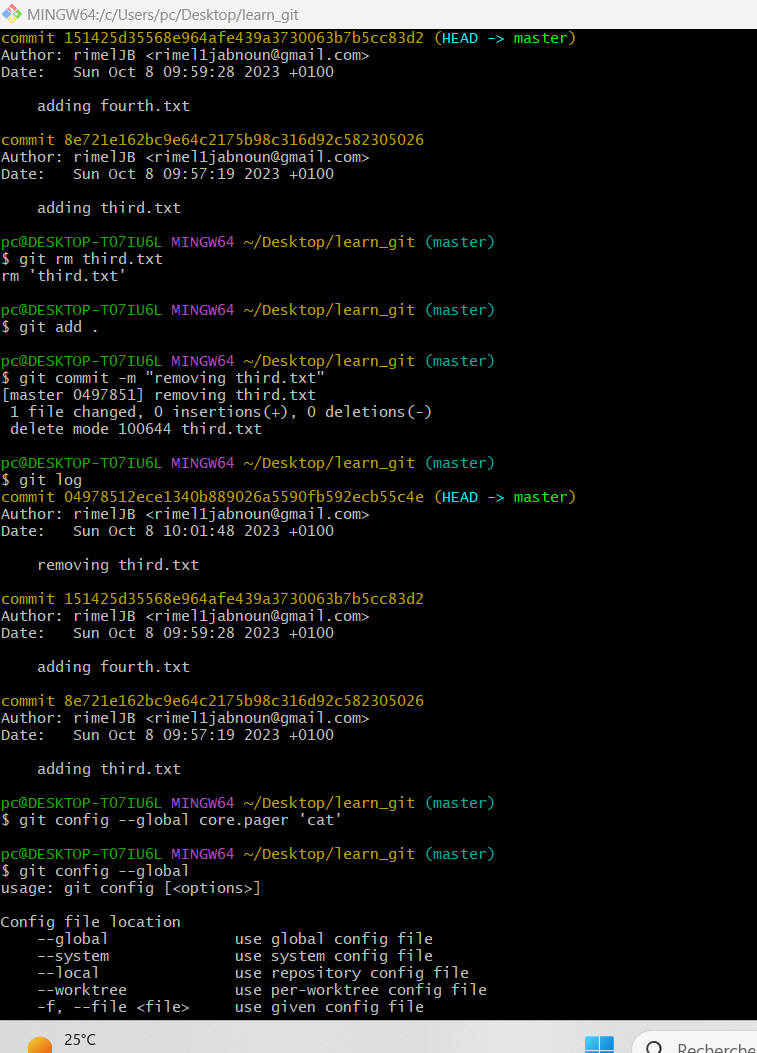 MINGW64:/c/Users/pc/Desktop/learn_git
commit 151425d35568e964afe439a3730063b7b5cc83d2 (HEAD -> master)
Author: rimelJB <rimel1jabnoun@gmail.com>
Date:   Sun Oct 8 09:59:28 2023 +0100
    adding fourth.txt
commit 8e721e162bc9e64c2175b98c316d92c582305026
Author: rimelJB <rimel1jabnoun@gmail.com>
Date:   Sun Oct 8 09:57:19 2023 +0100
    adding third.txt
pc@DESKTOP-T07IU6L MINGW64 ~/Desktop/learn_git (master)
$ git rm third.txt
rm 'third.txt'
pc@DESKTOP-T07IU6L MINGW64 ~/Desktop/learn_git (master)
$ git add .
pc@DESKTOP-T07IU6L MINGW64 ~/Desktop/learn_git (master)
$ git commit -m "removing third.txt"
[master 0497851] removing third.txt
 1 file changed, 0 insertions(+), 0 deletions(-)
 delete mode 100644 third.txt
pc@DESKTOP-T07IU6L MINGW64 ~/Desktop/learn_git (master)
$ git log
commit 04978512ece1340b889026a5590fb592ecb55c4e (HEAD -> master)
Author: rimelJB <rimel1jabnoun@gmail.com>
Date:   Sun Oct 8 10:01:48 2023 +0100
    removing third.txt
commit 151425d35568e964afe439a3730063b7b5cc83d2
Author: rimelJB <rimel1jabnoun@gmail.com>
Date:   Sun Oct 8 09:59:28 2023 +0100
    adding fourth.txt
commit 8e721e162bc9e64c2175b98c316d92c582305026
Author: rimelJB <rimel1jabnoun@gmail.com>
Date:   Sun Oct 8 09:57:19 2023 +0100
    adding third.txt
pc@DESKTOP-T07IU6L MINGW64 ~/Desktop/learn_git (master)
$ git config --global core.pager 'cat'
pc@DESKTOP-T07IU6L MINGW64 ~/Desktop/learn_git (master)
$ git config --global
usage: git config [<options>]
Config file location
    --global              use global config file
    --system              use system config file
    --local               use repository config file
    --worktree            use per-worktree config file
    -f, --file <file>     use given config file
25°C
Recherche